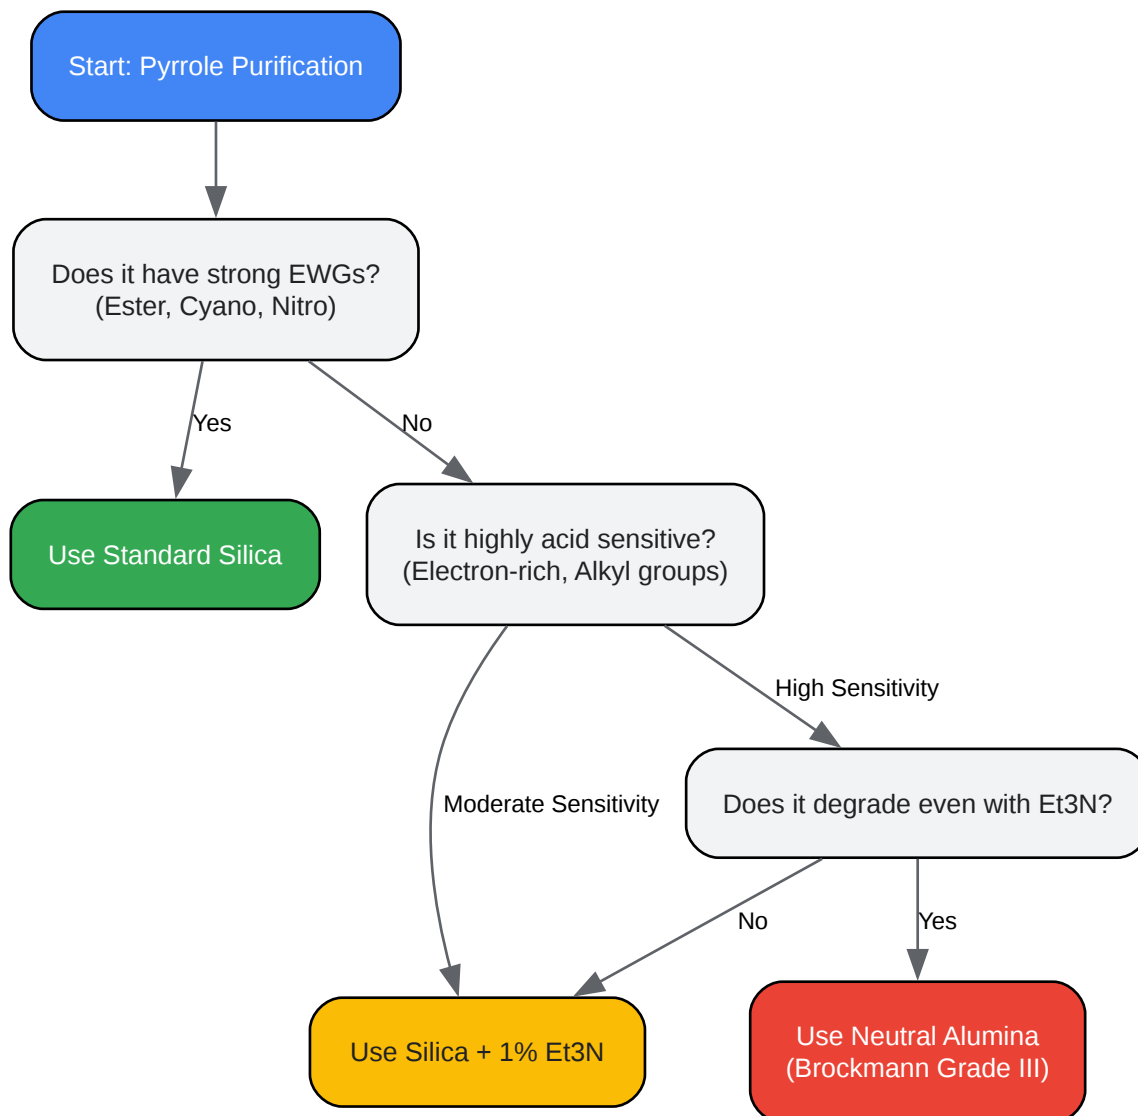 Start: Pyrrole Purification
Does it have strong EWGs?
(Ester, Cyano, Nitro)
Yes
No
Use Standard Silica
Is it highly acid sensitive?
(Electron-rich, Alkyl groups)
High Sensitivity
Moderate Sensitivity
Does it degrade even with Et3N?
No
Yes
Use Silica + 1% Et3N
Use Neutral Alumina
(Brockmann Grade III)